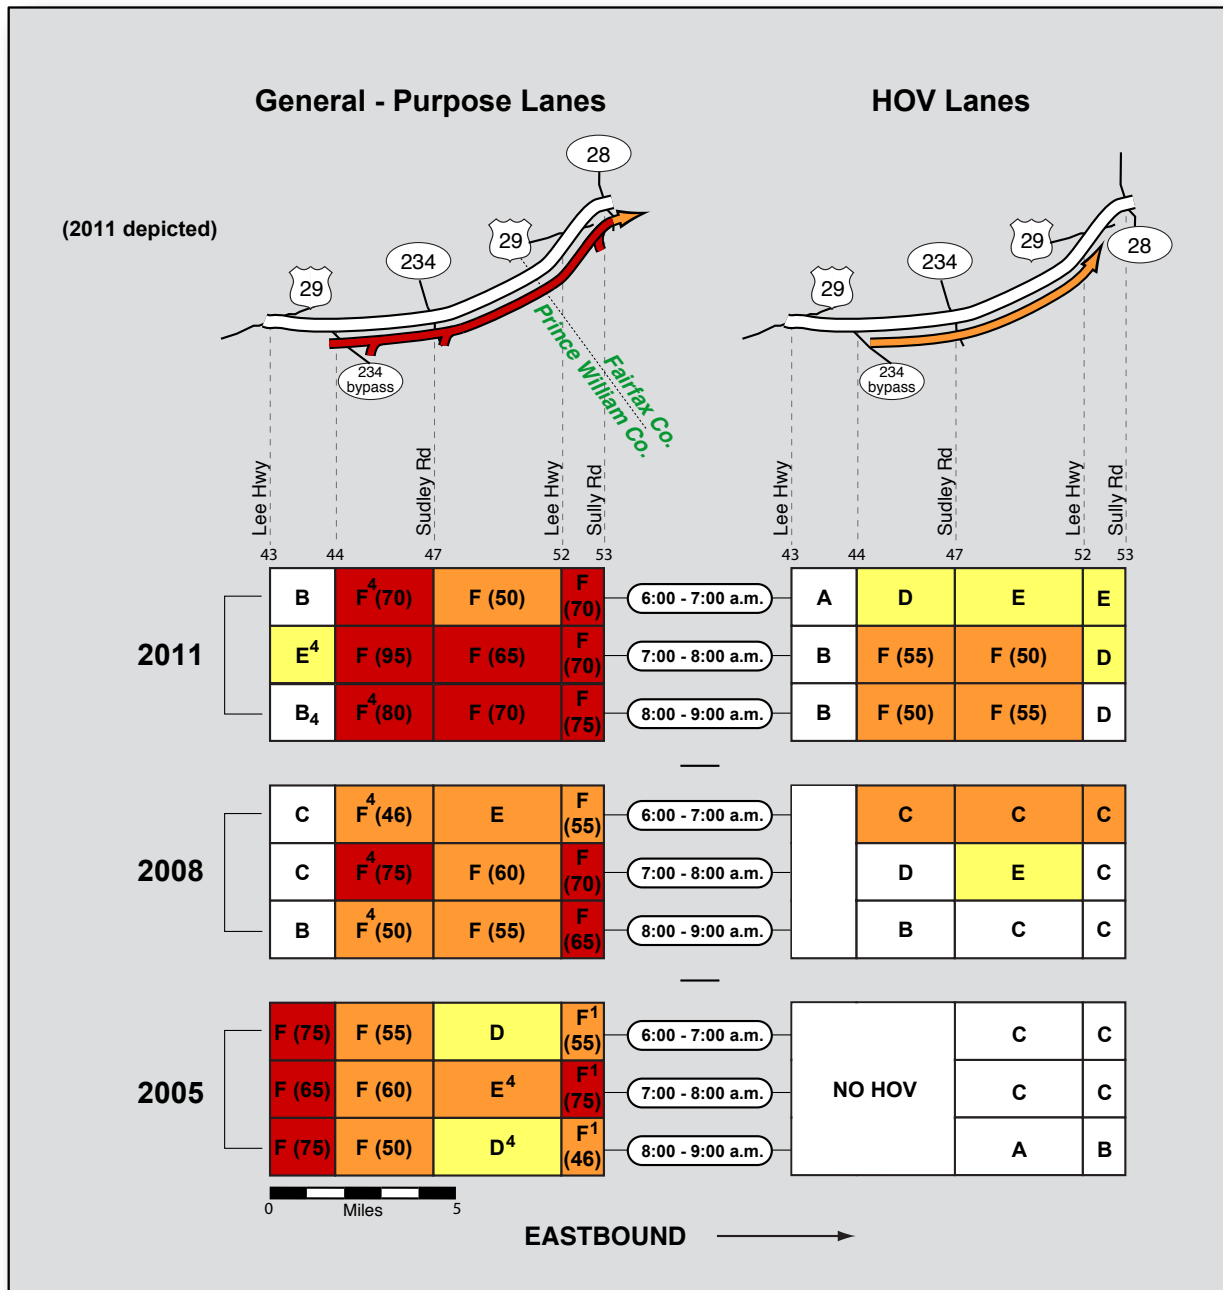 General - Purpose Lanes
HOV Lanes
(2011 depicted)
28
29
234
29
234
bypass
Prince William Co.
Fairfax Co.
29
234
29
28
234
bypass
Lee Hwy
Sudley Rd
Lee Hwy
Sully Rd
Lee Hwy
Sudley Rd
Lee Hwy
Sully Rd
43 44 47 52 53
43 44 47 52 53
2011
B F⁴ (70) F (50) F (70) 6:00 - 7:00 a.m. A D E E
E⁴ F (95) F (65) F (70) 7:00 - 8:00 a.m. B F (55) F (50) D
B₄ F⁴ (80) F (70) F (75) 8:00 - 9:00 a.m. B F (50) F (55) D
2008
C F⁴ (46) E F (55) 6:00 - 7:00 a.m. C C C
C F⁴ (75) F (60) F (70) 7:00 - 8:00 a.m. D E C
B F⁴ (50) F (55) F (65) 8:00 - 9:00 a.m. B C C
2005
F (75) F (55) D F¹ (55) 6:00 - 7:00 a.m. C C
F (65) F (60) E⁴ F¹ (75) 7:00 - 8:00 a.m. NO HOV C C
F (75) F (50) D⁴ F¹ (46) 8:00 - 9:00 a.m. A B
0 Miles 5
EASTBOUND